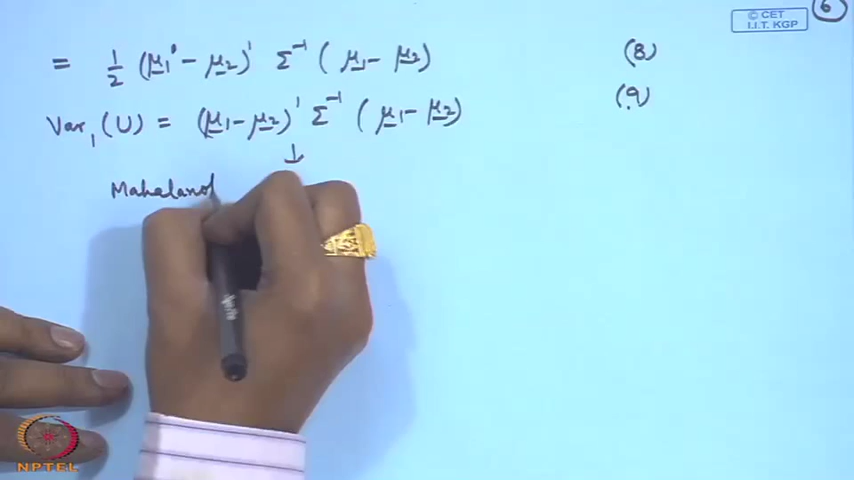 © CET
I.I.T. KGP
6
= 1/2 (μ1 - μ2)' Σ^-1 ( μ1 - μ2) (8)
Var1 (U) = (μ1 - μ2)' Σ^-1 ( μ1 - μ2) (9)
↓
Mahalanob
NPTEL